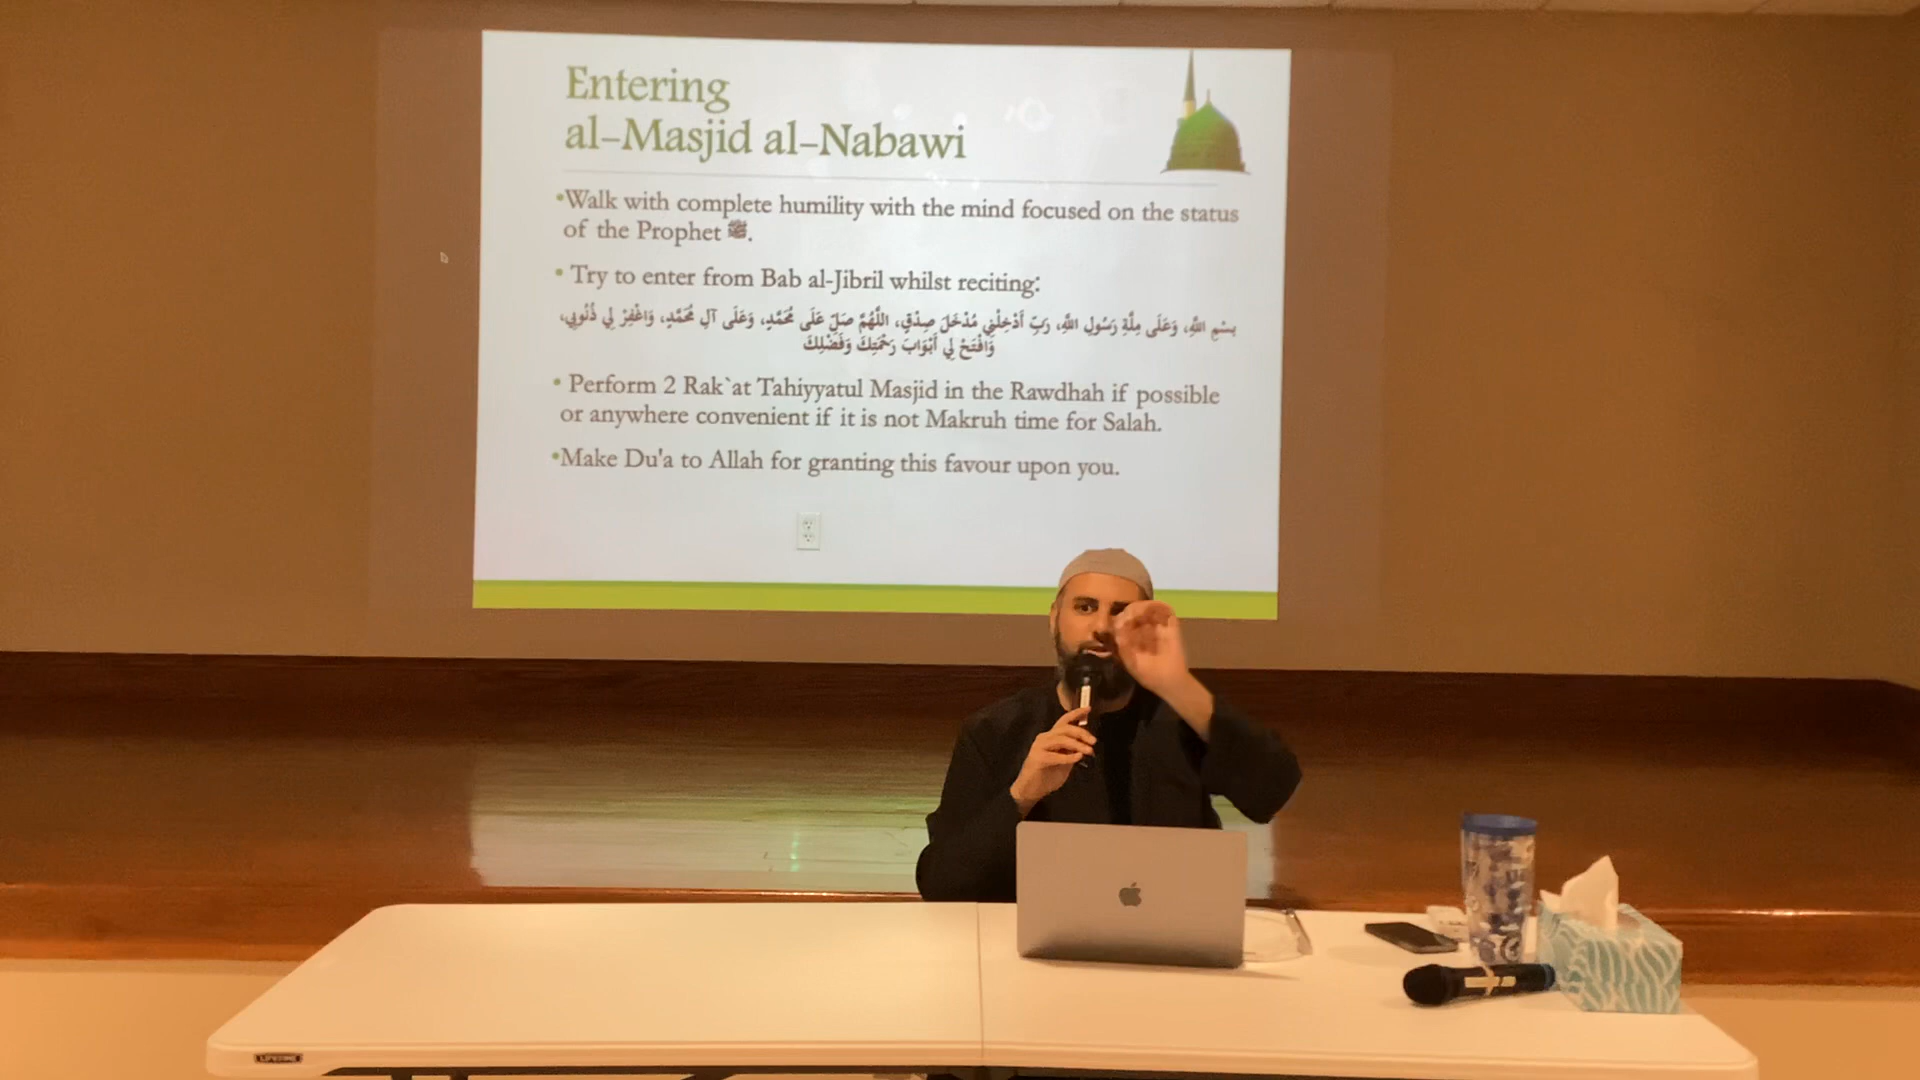 Entering
al-Masjid al-Nabawi
•Walk with complete humility with the mind focused on the status
of the Prophet ﷺ.
• Try to enter from Bab al-Jibril whilst reciting:
بِسْمِ اللَّهِ، وَعَلَى مِلَّةِ رَسُولِ اللَّهِ، رَبِّ أَدْخِلْنِي مُدْخَلَ صِدْقٍ، اللَّهُمَّ صَلِّ عَلَى مُحَمَّدٍ، وَعَلَى آلِ مُحَمَّدٍ، وَاغْفِرْ لِي ذُنُوبِي،
وَافْتَحْ لِي أَبْوَابَ رَحْمَتِكَ وَفَضْلِكَ
• Perform 2 Rak`at Tahiyyatul Masjid in the Rawdhah if possible
or anywhere convenient if it is not Makruh time for Salah.
•Make Du'a to Allah for granting this favour upon you.
LIFETIME